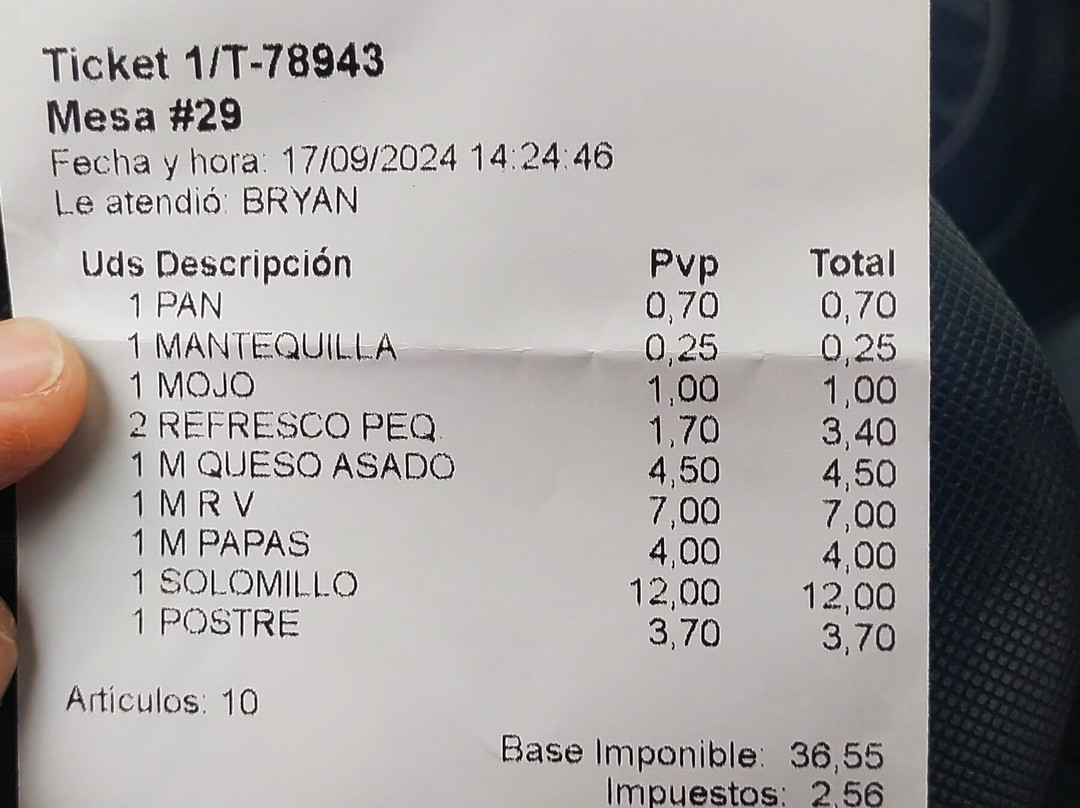 Ticket 1/T-78943
Mesa #29
Fecha y hora: 17/09/2024 14:24:46
Le atendió: BRYAN
Uds Descripción Pvp Total
1 PAN 0,70 0,70
1 MANTEQUILLA 0,25 0,25
1 MOJO 1,00 1,00
2 REFRESCO PEQ. 1,70 3,40
1 M QUESO ASADO 4,50 4,50
1 M R V 7,00 7,00
1 M PAPAS 4,00 4,00
1 SOLOMILLO 12,00 12,00
1 POSTRE 3,70 3,70
Artículos: 10
Base Imponible: 36,55
Impuestos: 2,56